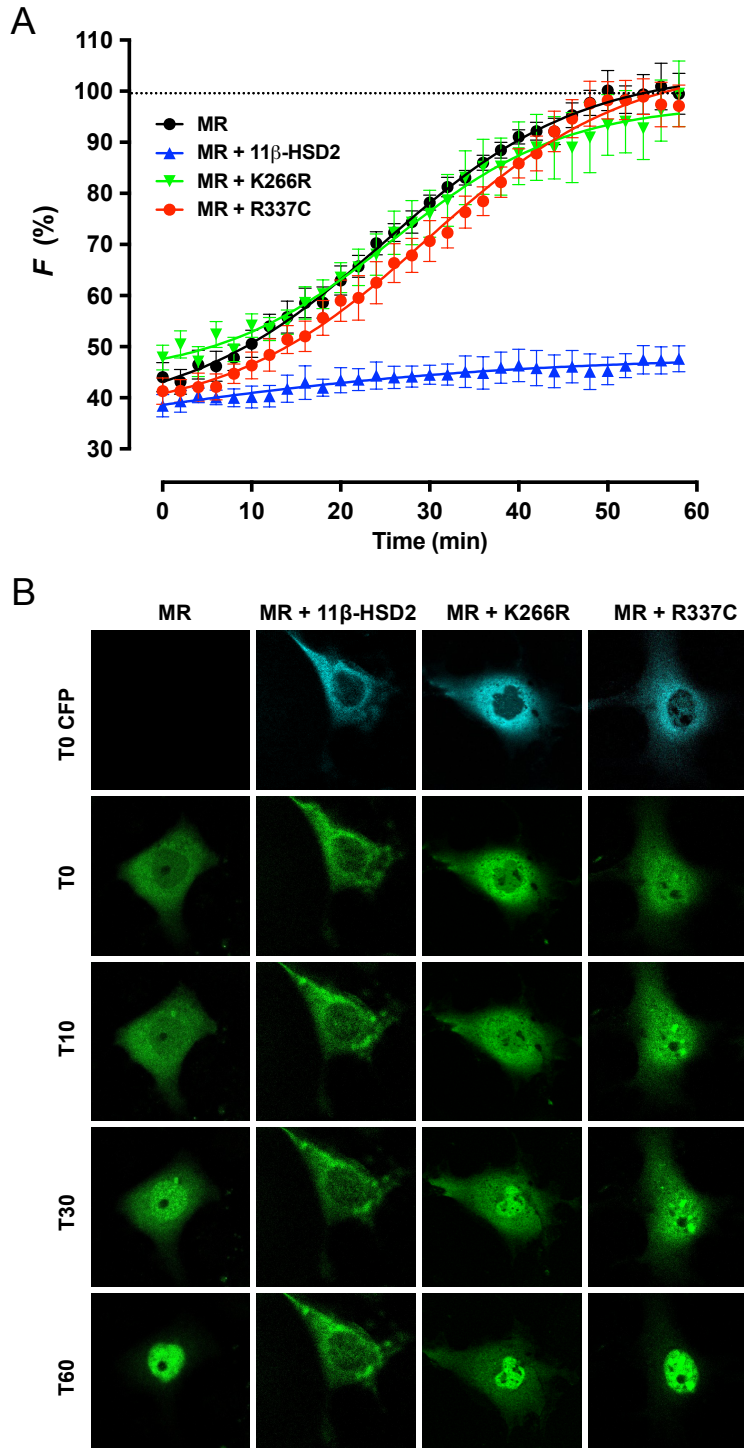 A
110
100
90
80
70
60
50
40
30
F (%)
MR
MR + 11β-HSD2
MR + K266R
MR + R337C
0 10 20 30 40 50 60
Time (min)
B
MR MR + 11β-HSD2 MR + K266R MR + R337C
T0 CFP
T0
T10
T30
T60